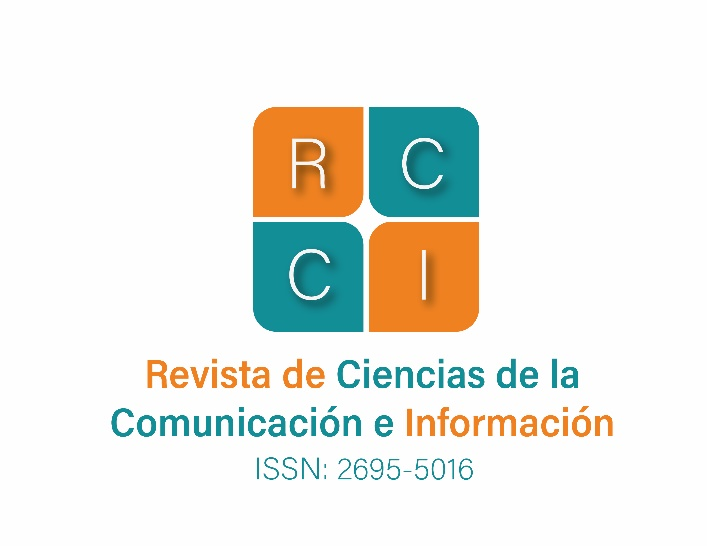 R C
C I
Revista de Ciencias de la
Comunicación e Información
ISSN: 2695-5016